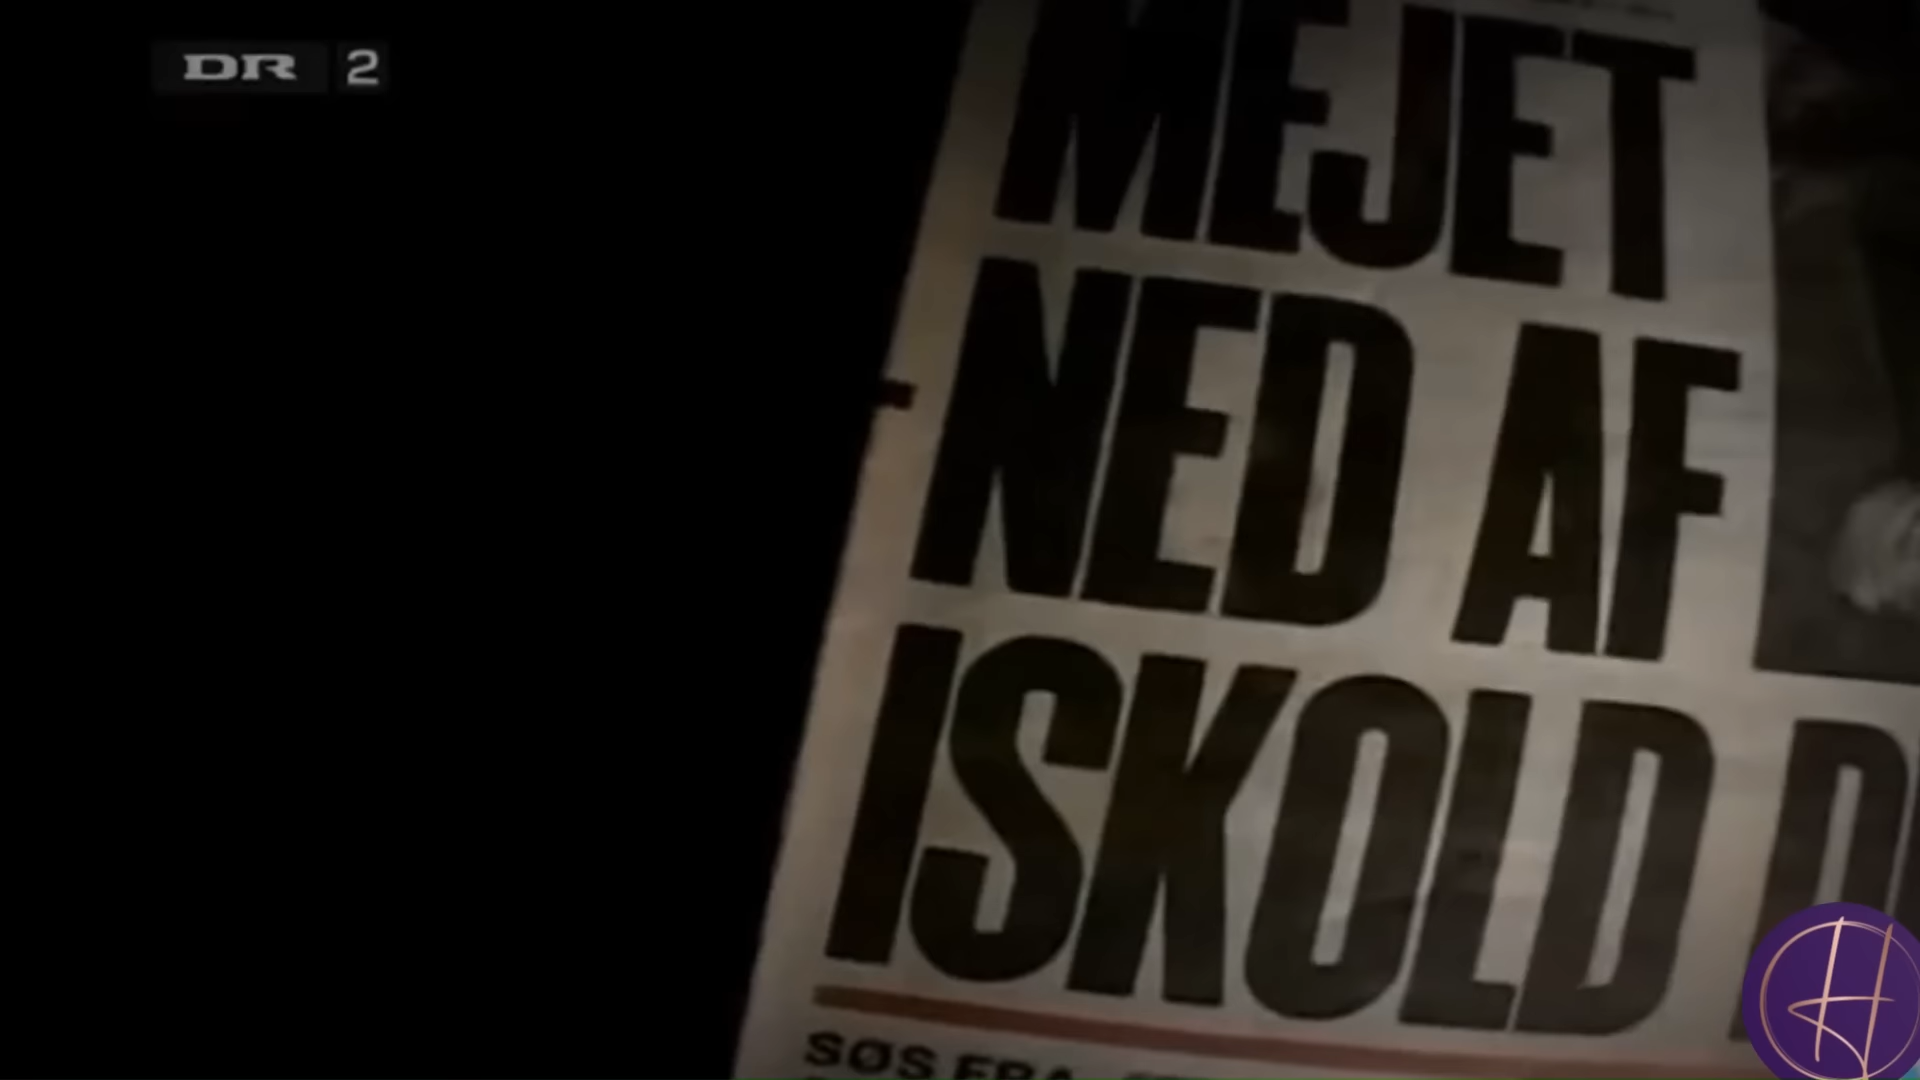 DR 2
MEJET
NED AF
ISKOLD
SØS FRA